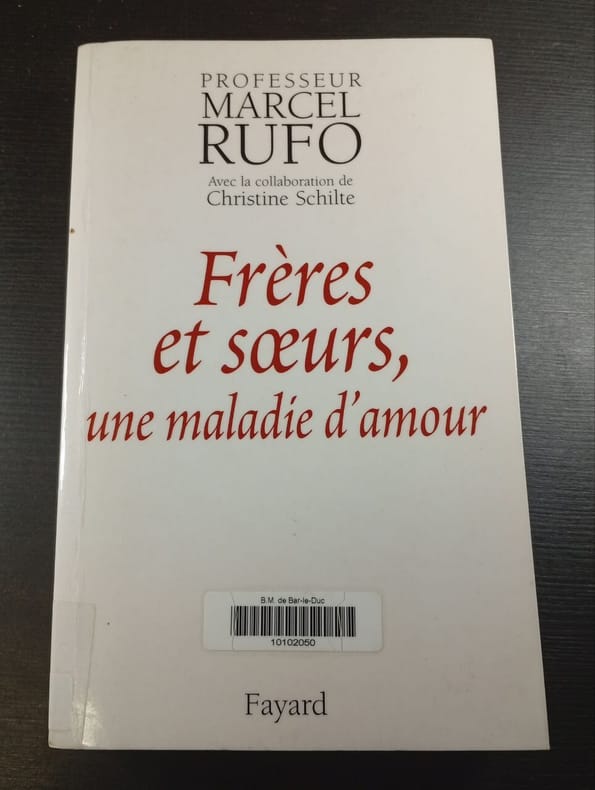 PROFESSEUR
MARCEL
RUFO
Avec la collaboration de
Christine Schilte
Frères
et sœurs,
une maladie d'amour
B.M. de Bar-le-Duc
10102050
Fayard